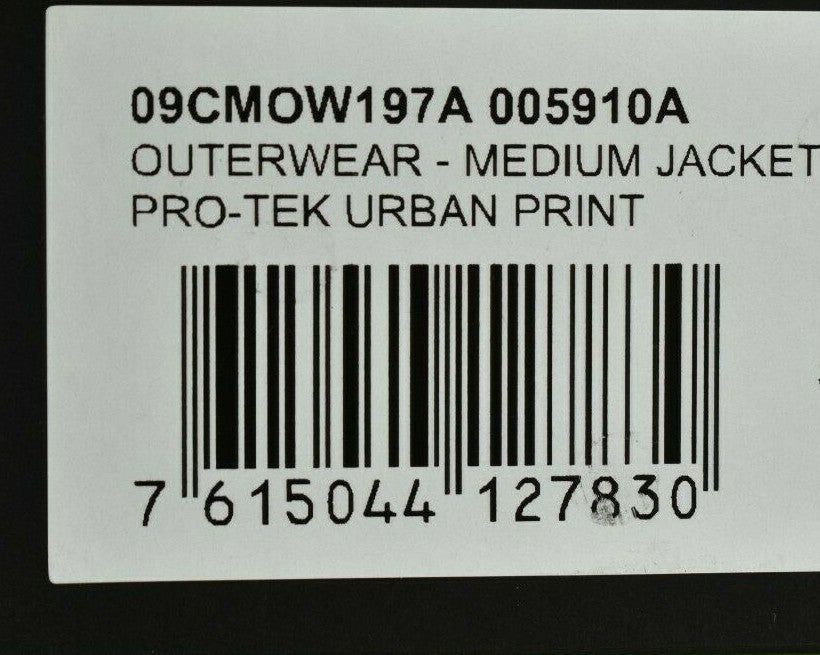 09CMOW197A 005910A
OUTERWEAR - MEDIUM JACKET
PRO-TEK URBAN PRINT
7 615044 127830